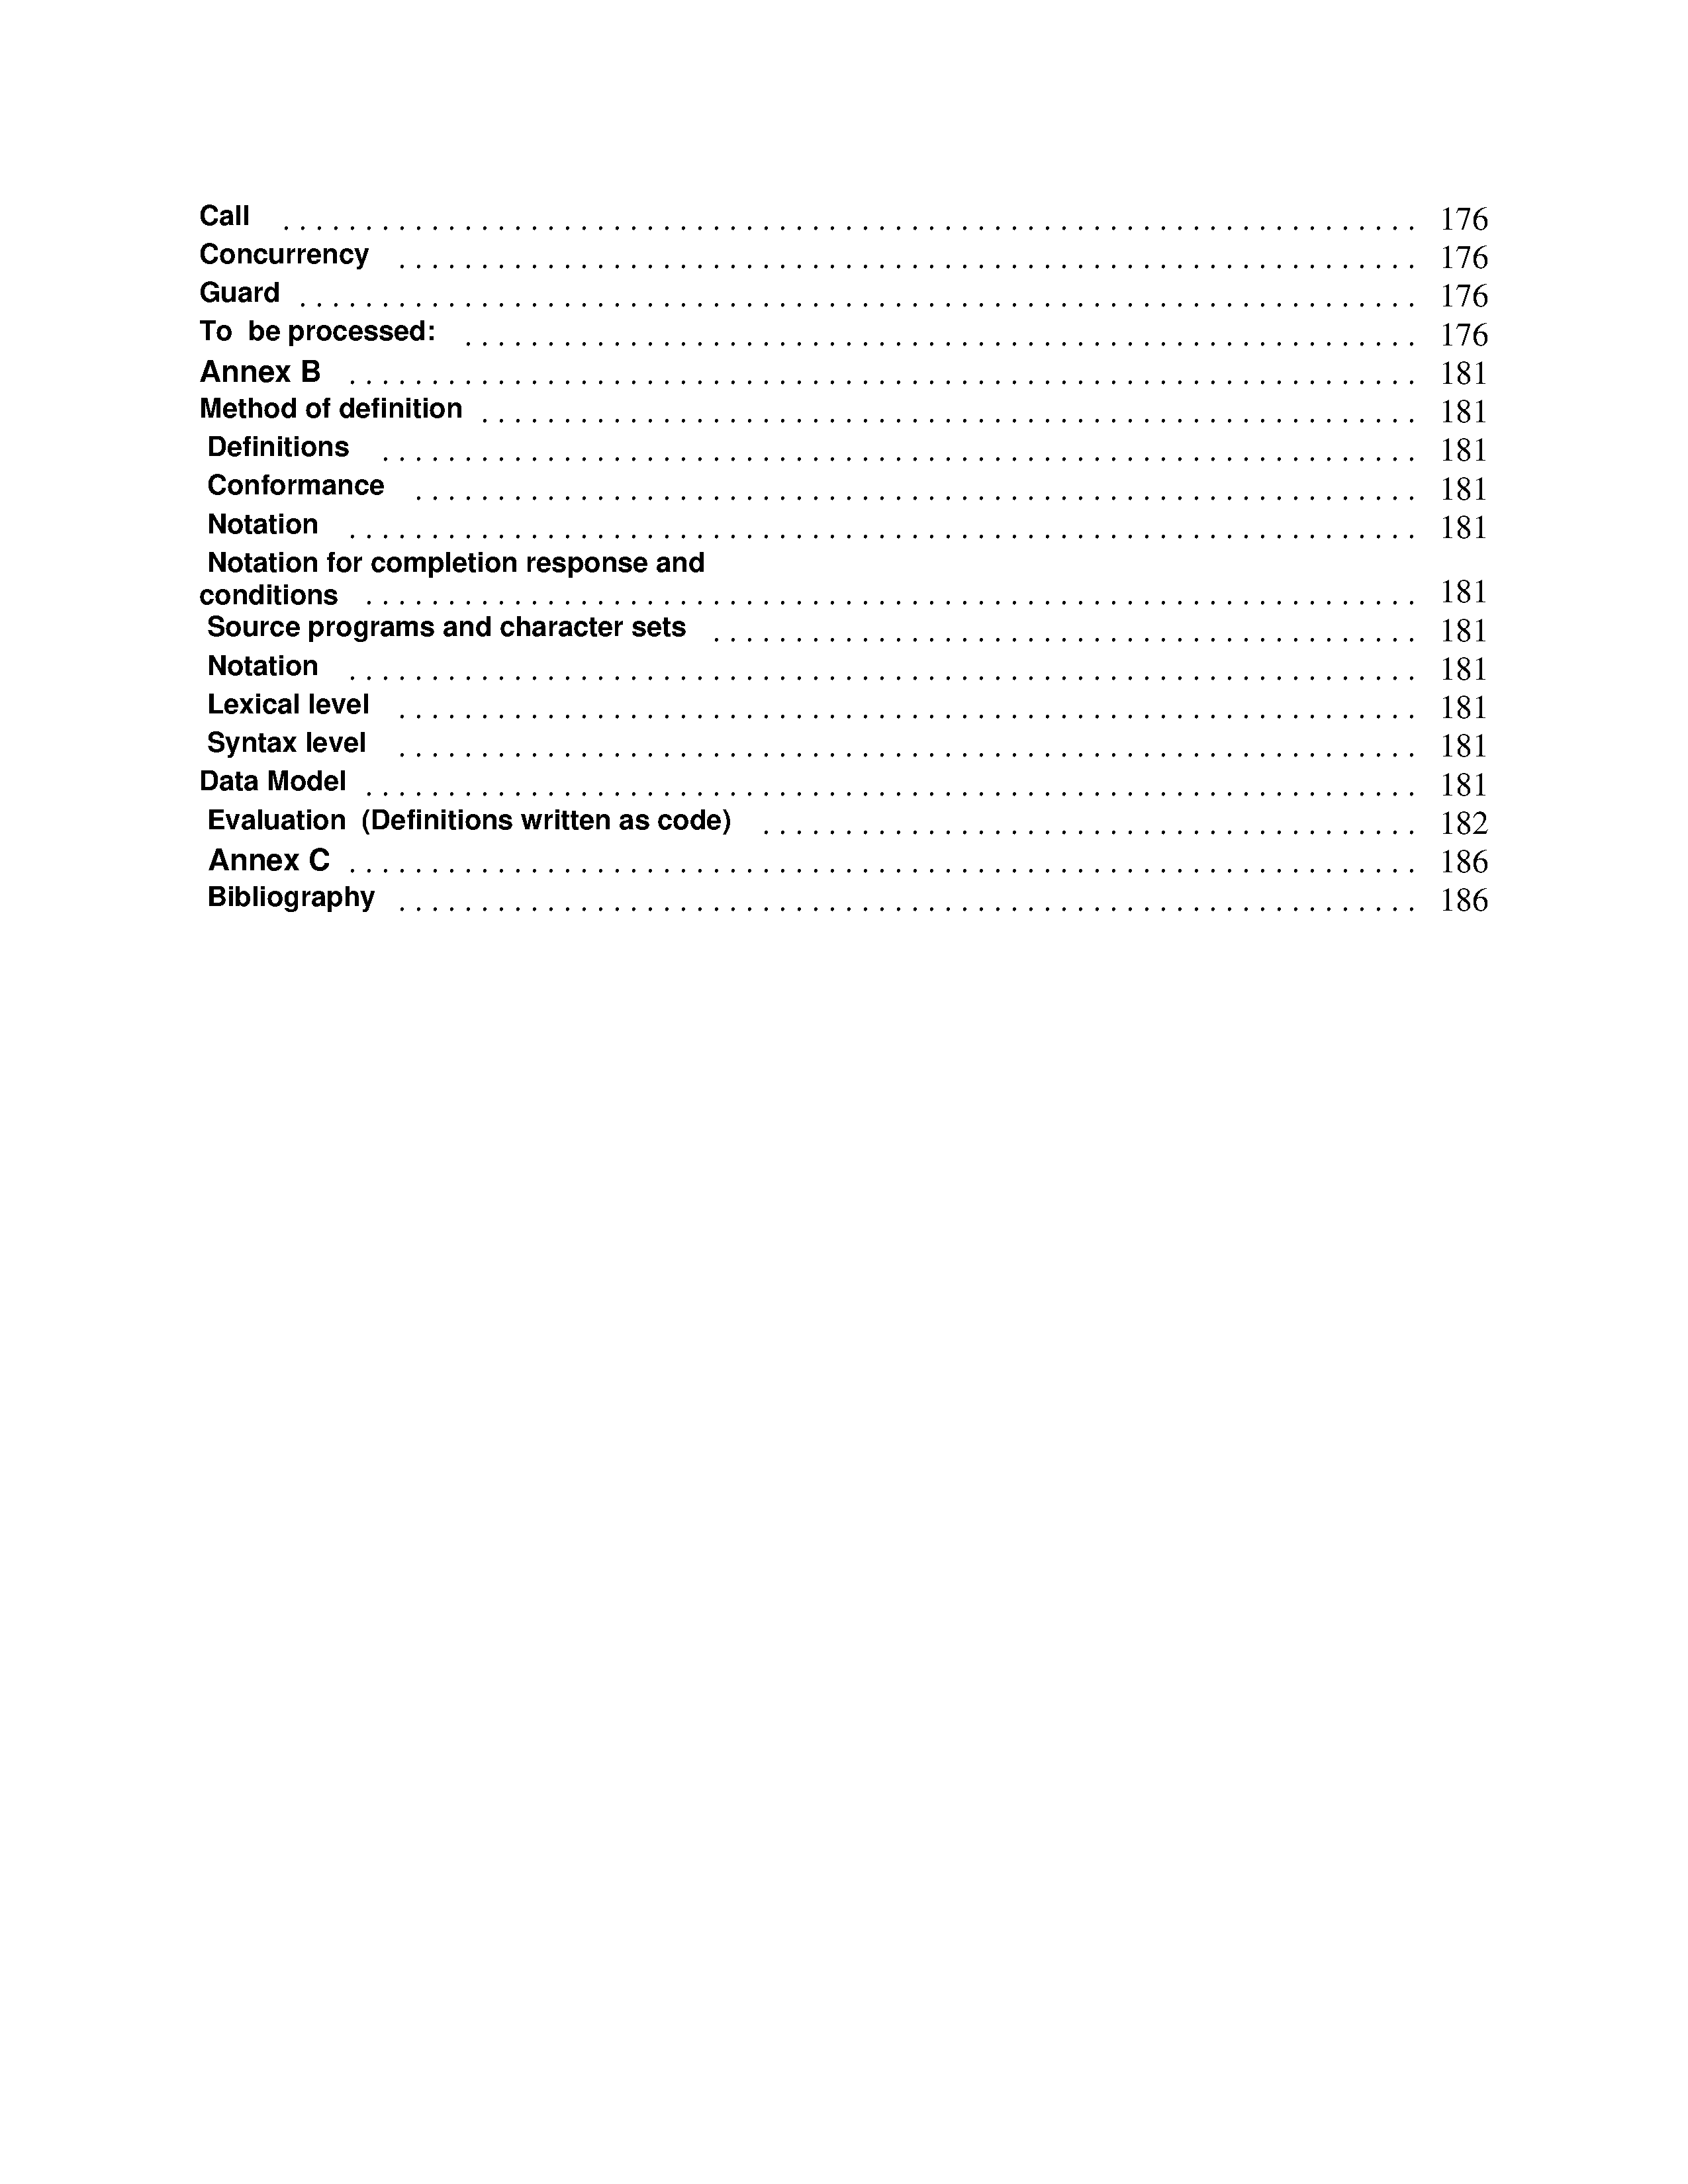 Call . . . . . . . . . . . . . . . . . . . . . . . . . . . . . . . . . . . . . . . . . . . . . . . . . . . . . . . . . . . . . . . . . . . . . 176
Concurrency . . . . . . . . . . . . . . . . . . . . . . . . . . . . . . . . . . . . . . . . . . . . . . . . . . . . . . . . . . . . . . 176
Guard . . . . . . . . . . . . . . . . . . . . . . . . . . . . . . . . . . . . . . . . . . . . . . . . . . . . . . . . . . . . . . . . . . . . 176
To be processed: . . . . . . . . . . . . . . . . . . . . . . . . . . . . . . . . . . . . . . . . . . . . . . . . . . . . . . . . . . 176
Annex B . . . . . . . . . . . . . . . . . . . . . . . . . . . . . . . . . . . . . . . . . . . . . . . . . . . . . . . . . . . . . . . . . 181
Method of definition . . . . . . . . . . . . . . . . . . . . . . . . . . . . . . . . . . . . . . . . . . . . . . . . . . . . . . . . . 181
Definitions . . . . . . . . . . . . . . . . . . . . . . . . . . . . . . . . . . . . . . . . . . . . . . . . . . . . . . . . . . . . . . . 181
Conformance . . . . . . . . . . . . . . . . . . . . . . . . . . . . . . . . . . . . . . . . . . . . . . . . . . . . . . . . . . . . . 181
Notation . . . . . . . . . . . . . . . . . . . . . . . . . . . . . . . . . . . . . . . . . . . . . . . . . . . . . . . . . . . . . . . . . 181
Notation for completion response and
conditions . . . . . . . . . . . . . . . . . . . . . . . . . . . . . . . . . . . . . . . . . . . . . . . . . . . . . . . . . . . . . . . . 181
Source programs and character sets . . . . . . . . . . . . . . . . . . . . . . . . . . . . . . . . . . . . . . . . . . . 181
Notation . . . . . . . . . . . . . . . . . . . . . . . . . . . . . . . . . . . . . . . . . . . . . . . . . . . . . . . . . . . . . . . . . 181
Lexical level . . . . . . . . . . . . . . . . . . . . . . . . . . . . . . . . . . . . . . . . . . . . . . . . . . . . . . . . . . . . . . 181
Syntax level . . . . . . . . . . . . . . . . . . . . . . . . . . . . . . . . . . . . . . . . . . . . . . . . . . . . . . . . . . . . . . 181
Data Model . . . . . . . . . . . . . . . . . . . . . . . . . . . . . . . . . . . . . . . . . . . . . . . . . . . . . . . . . . . . . . . . 181
Evaluation (Definitions written as code) . . . . . . . . . . . . . . . . . . . . . . . . . . . . . . . . . . . . . . . . 182
Annex C . . . . . . . . . . . . . . . . . . . . . . . . . . . . . . . . . . . . . . . . . . . . . . . . . . . . . . . . . . . . . . . . . 186
Bibliography . . . . . . . . . . . . . . . . . . . . . . . . . . . . . . . . . . . . . . . . . . . . . . . . . . . . . . . . . . . . . . 186